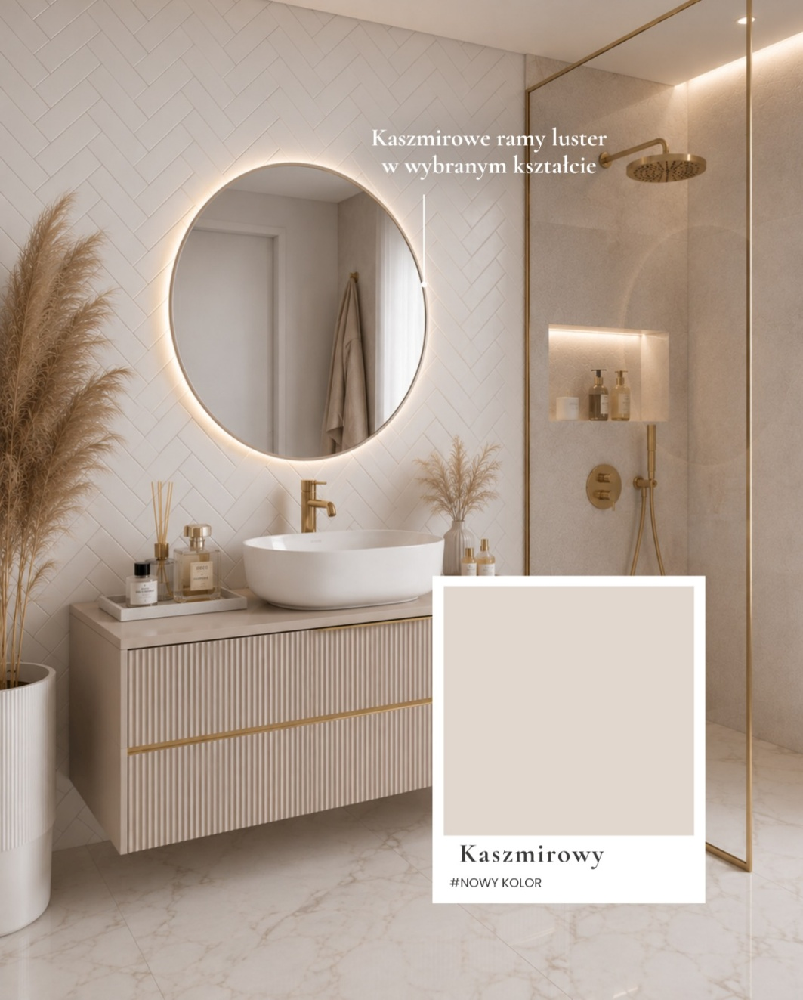 Kaszmirowe ramy luster
w wybranym kształcie
Kaszmirowy
#NOWY KOLOR